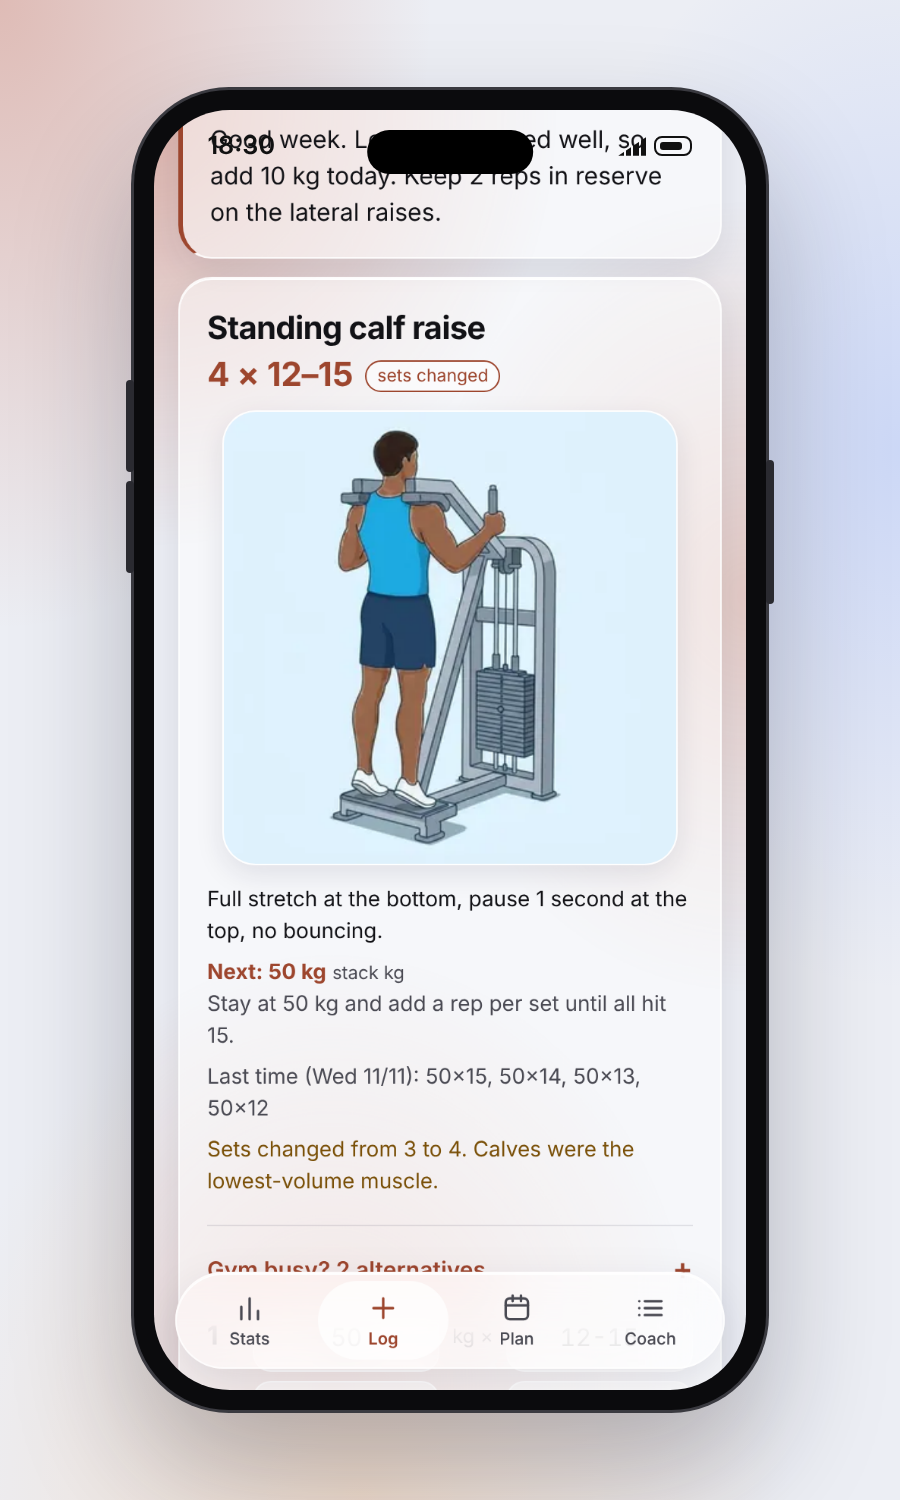 18:30
Good week. ed well, so
add 10 kg today. Keep 2 reps in reserve
on the lateral raises.
Standing calf raise
4 × 12–15 sets changed
Full stretch at the bottom, pause 1 second at the
top, no bouncing.
Next: 50 kg stack kg
Stay at 50 kg and add a rep per set until all hit
15.
Last time (Wed 11/11): 50×15, 50×14, 50×13,
50×12
Sets changed from 3 to 4. Calves were the
lowest-volume muscle.
Gym busy? 2 alternatives +
1 50 kg ×
Stats Log Plan Coach